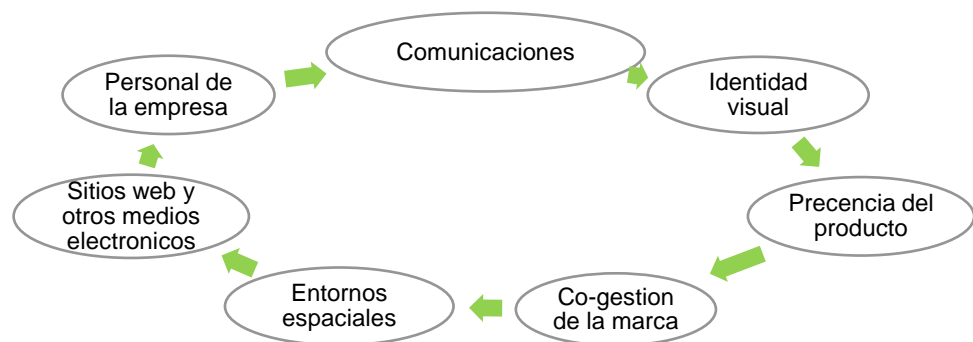 Comunicaciones
Identidad
visual
Precencia del
producto
Co-gestion
de la marca
Entornos
espaciales
Sitios web y
otros medios
electronicos
Personal de
la empresa